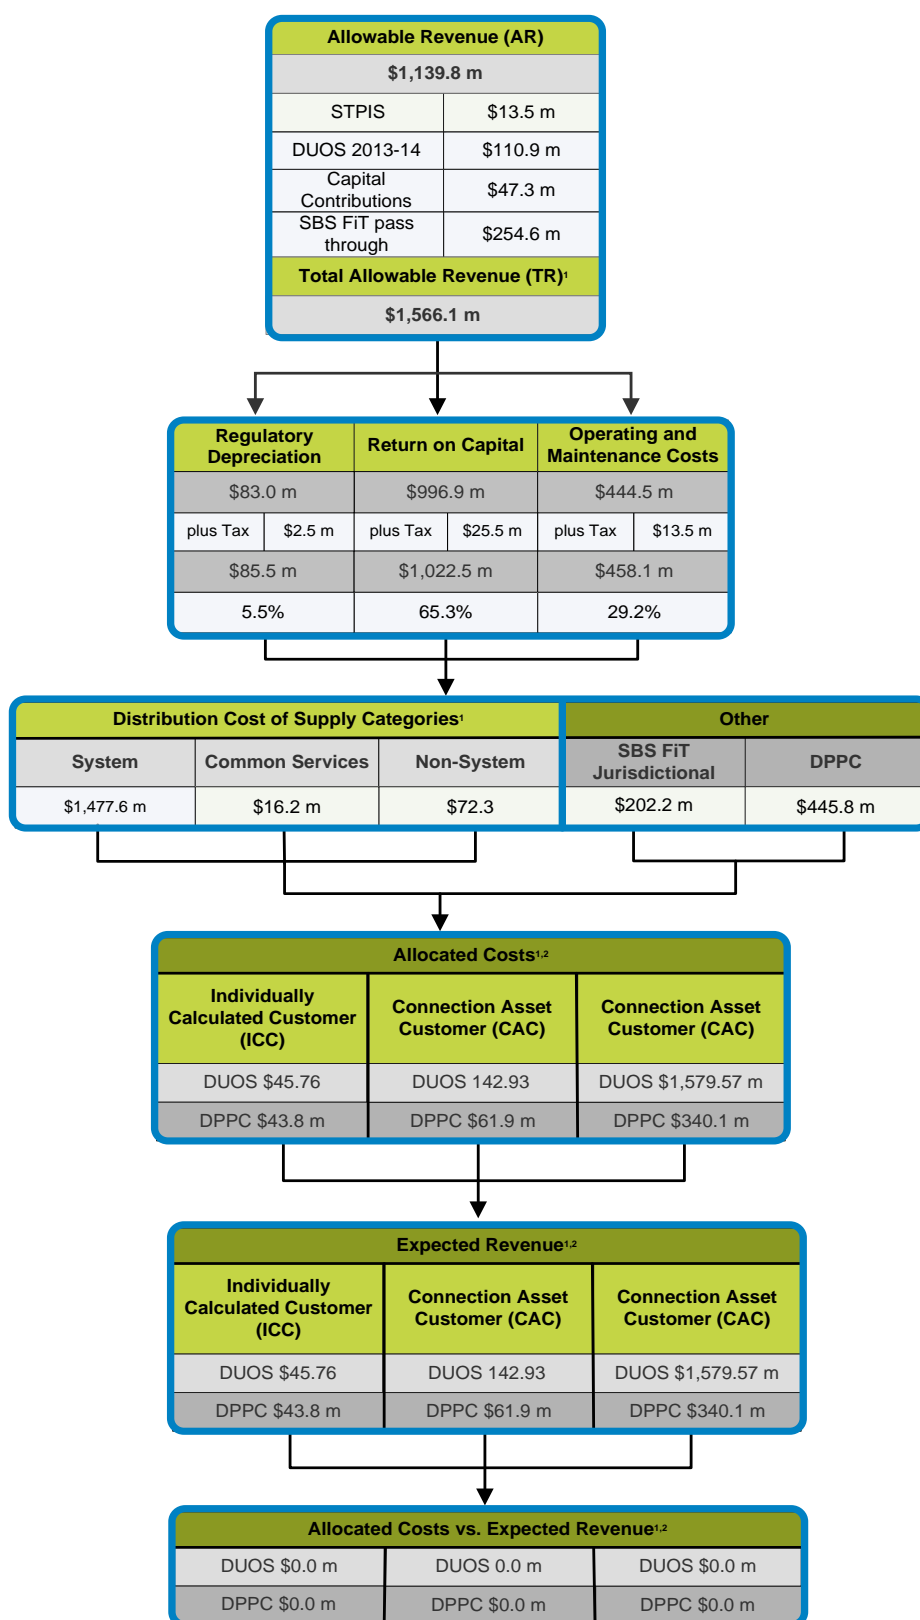 Allowable Revenue (AR)
$1,139.8 m
STPIS $13.5 m
DUOS 2013-14 $110.9 m
Capital
Contributions $47.3 m
SBS FiT pass
through $254.6 m
Total Allowable Revenue (TR)¹
$1,566.1 m
Regulatory
Depreciation
Return on Capital
Operating and
Maintenance Costs
$83.0 m $996.9 m $444.5 m
plus Tax $2.5 m plus Tax $25.5 m plus Tax $13.5 m
$85.5 m $1,022.5 m $458.1 m
5.5% 65.3% 29.2%
Distribution Cost of Supply Categories¹
Other
System Common Services Non-System
SBS FiT
Jurisdictional
DPPC
$1,477.6 m $16.2 m $72.3 $202.2 m $445.8 m
Allocated Costs¹,²
Individually
Calculated Customer
(ICC)
Connection Asset
Customer (CAC)
Connection Asset
Customer (CAC)
DUOS $45.76 DUOS 142.93 DUOS $1,579.57 m
DPPC $43.8 m DPPC $61.9 m DPPC $340.1 m
Expected Revenue¹,²
Individually
Calculated Customer
(ICC)
Connection Asset
Customer (CAC)
Connection Asset
Customer (CAC)
DUOS $45.76 DUOS 142.93 DUOS $1,579.57 m
DPPC $43.8 m DPPC $61.9 m DPPC $340.1 m
Allocated Costs vs. Expected Revenue¹,²
DUOS $0.0 m DUOS 0.0 m DUOS $0.0 m
DPPC $0.0 m DPPC $0.0 m DPPC $0.0 m